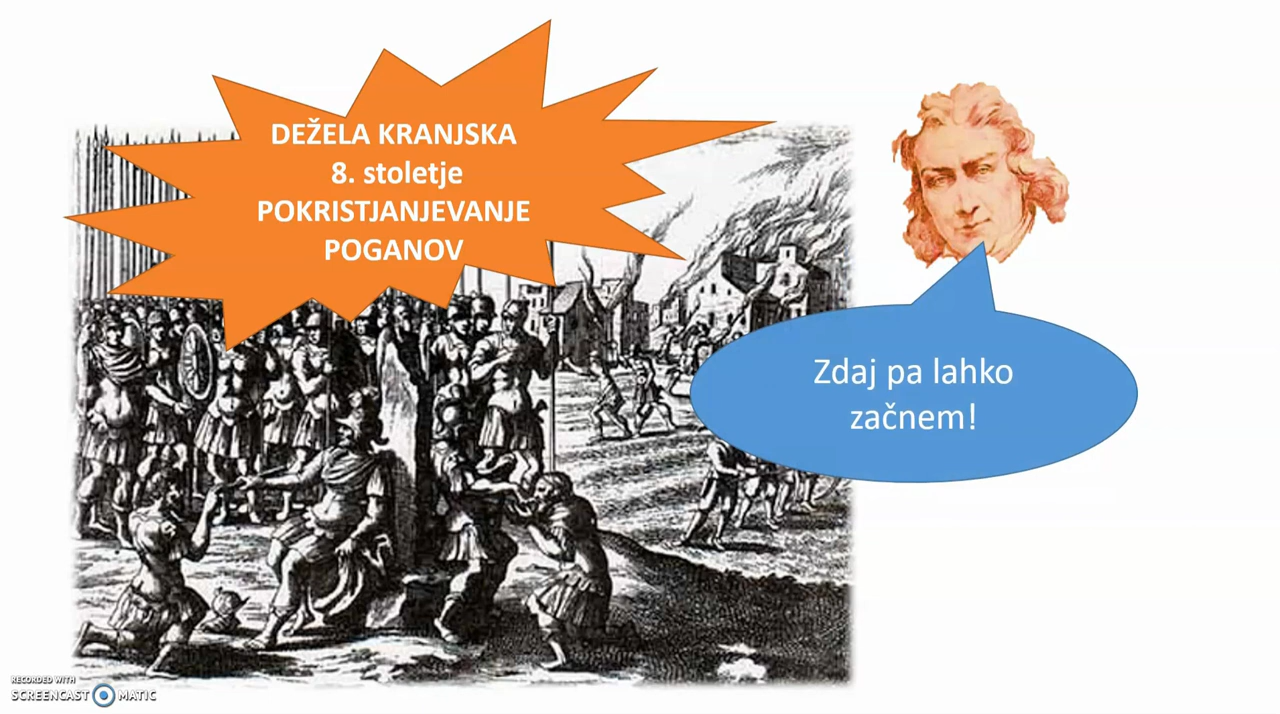 DEŽELA KRANJSKA
8. stoletje
POKRISTJANJEVANJE
POGANOV
Zdaj pa lahko
začnem!
RECORDED WITH
SCREENCAST MATIC